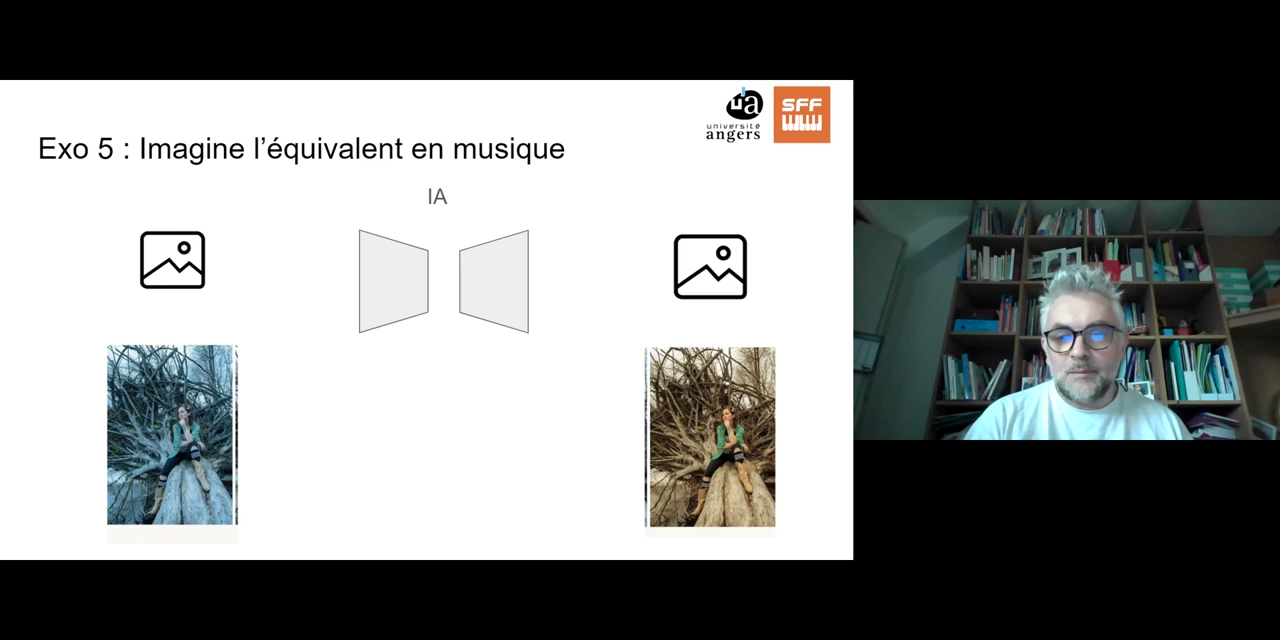 ua
université
angers
SFF
Exo 5 : Imagine l’équivalent en musique
IA